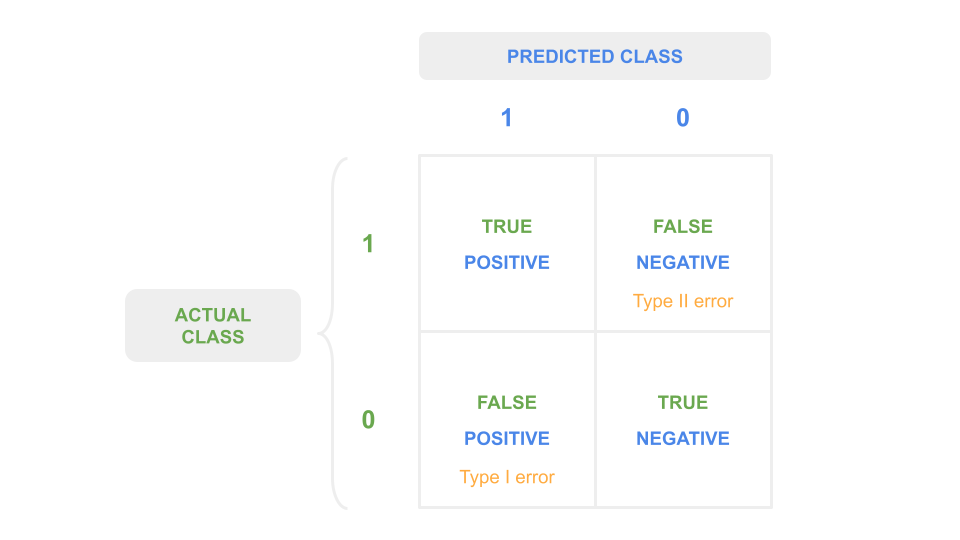 PREDICTED CLASS
1 0
1
TRUE
POSITIVE
FALSE
NEGATIVE
Type II error
ACTUAL
CLASS
0
FALSE
POSITIVE
Type I error
TRUE
NEGATIVE